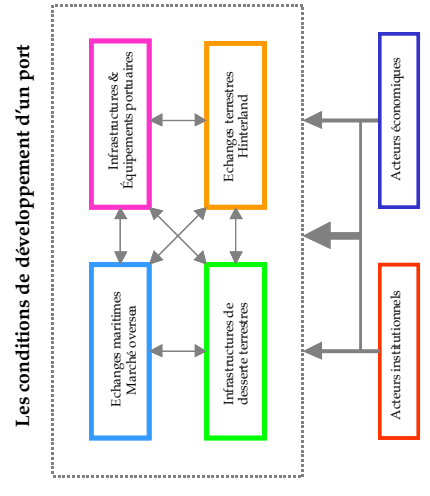 Les conditions de développement d'un port
Echanges maritimes
Marché oversea
Infrastructures &
Équipements portuaires
Infrastructures de
desserte terrestres
Echanges terrestres
Hinterland
Acteurs institutionnels
Acteurs économiques